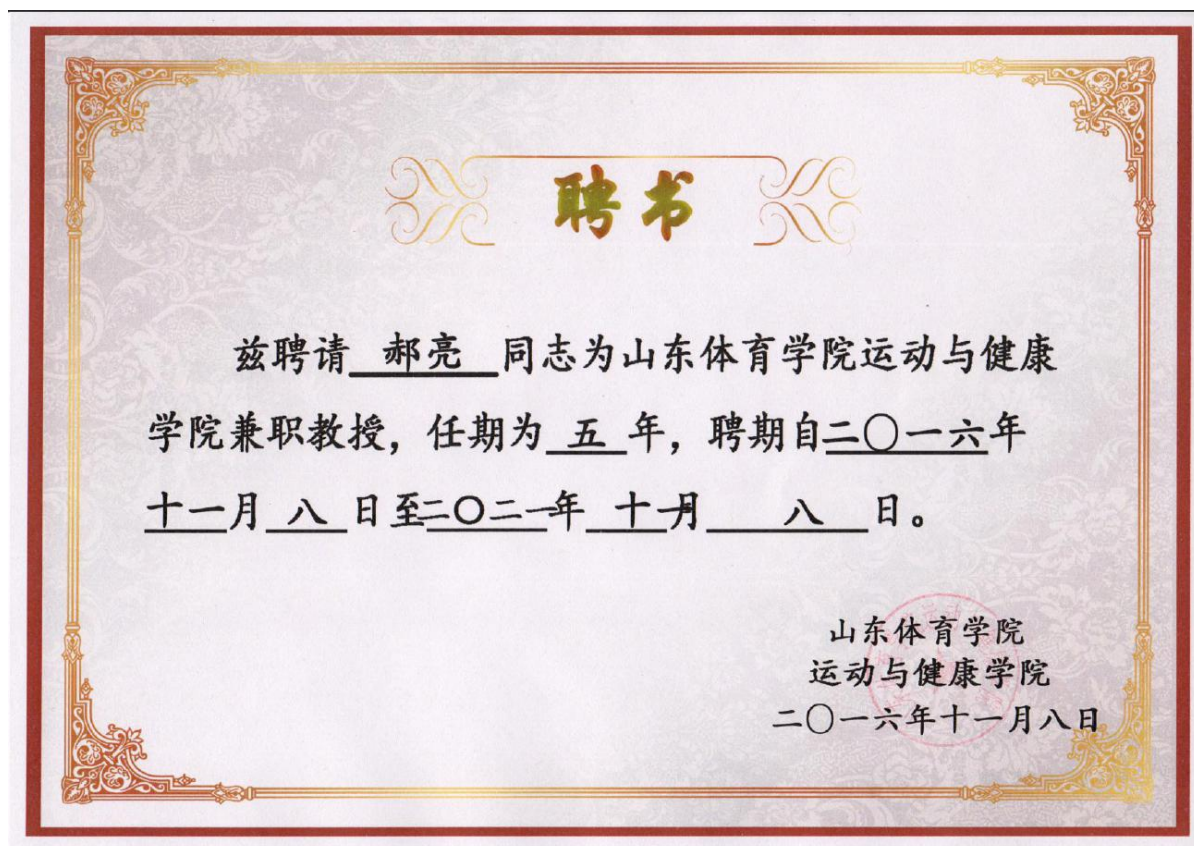 聘书
兹聘请 郝亮 同志为山东体育学院运动与健康
学院兼职教授，任期为 五 年，聘期自二〇一六年
十一月 八 日至二〇二一年 十一月 八 日。
山东体育学院
运动与健康学院
二〇一六年十一月八日